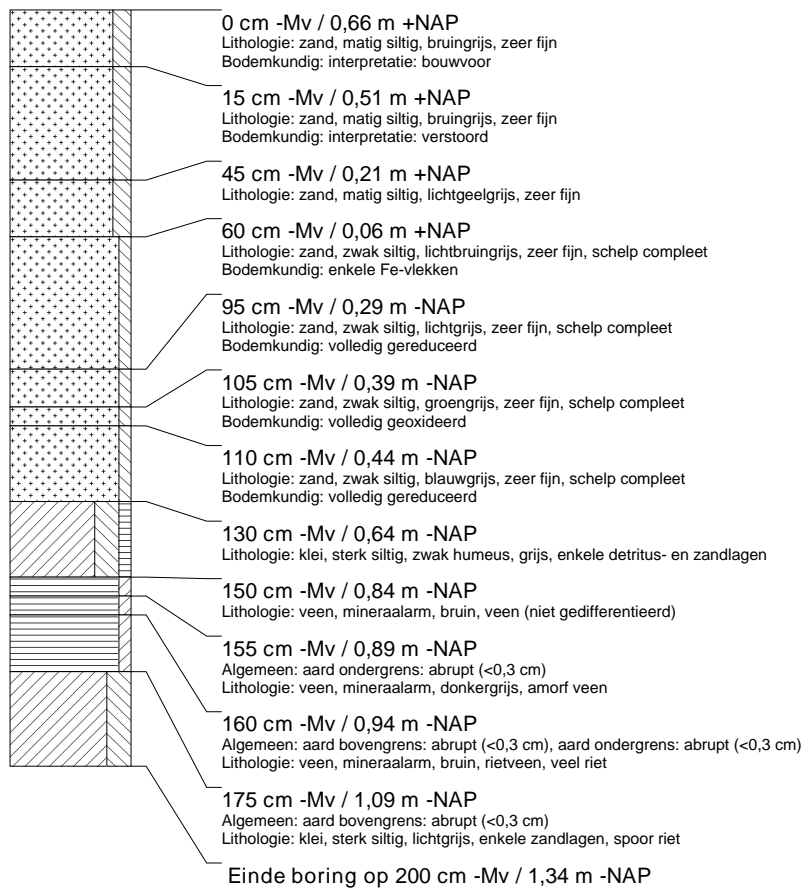 0 cm -Mv / 0,66 m +NAP
Lithologie: zand, matig siltig, bruingrijs, zeer fijn
Bodemkundig: interpretatie: bouwvoor
15 cm -Mv / 0,51 m +NAP
Lithologie: zand, matig siltig, bruingrijs, zeer fijn
Bodemkundig: interpretatie: verstoord
45 cm -Mv / 0,21 m +NAP
Lithologie: zand, matig siltig, lichtgeelgrijs, zeer fijn
60 cm -Mv / 0,06 m +NAP
Lithologie: zand, zwak siltig, lichtbruingrijs, zeer fijn, schelp compleet
Bodemkundig: enkele Fe-vlekken
95 cm -Mv / 0,29 m -NAP
Lithologie: zand, zwak siltig, lichtgrijs, zeer fijn, schelp compleet
Bodemkundig: volledig gereduceerd
105 cm -Mv / 0,39 m -NAP
Lithologie: zand, zwak siltig, groengrijs, zeer fijn, schelp compleet
Bodemkundig: volledig geoxideerd
110 cm -Mv / 0,44 m -NAP
Lithologie: zand, zwak siltig, blauwgrijs, zeer fijn, schelp compleet
Bodemkundig: volledig gereduceerd
130 cm -Mv / 0,64 m -NAP
Lithologie: klei, sterk siltig, zwak humeus, grijs, enkele detritus- en zandlagen
150 cm -Mv / 0,84 m -NAP
Lithologie: veen, mineraalarm, bruin, veen (niet gedifferentieerd)
155 cm -Mv / 0,89 m -NAP
Algemeen: aard ondergrens: abrupt (<0,3 cm)
Lithologie: veen, mineraalarm, donkergrijs, amorf veen
160 cm -Mv / 0,94 m -NAP
Algemeen: aard bovengrens: abrupt (<0,3 cm), aard ondergrens: abrupt (<0,3 cm)
Lithologie: veen, mineraalarm, bruin, rietveen, veel riet
175 cm -Mv / 1,09 m -NAP
Algemeen: aard bovengrens: abrupt (<0,3 cm)
Lithologie: klei, sterk siltig, lichtgrijs, enkele zandlagen, spoor riet
Einde boring op 200 cm -Mv / 1,34 m -NAP